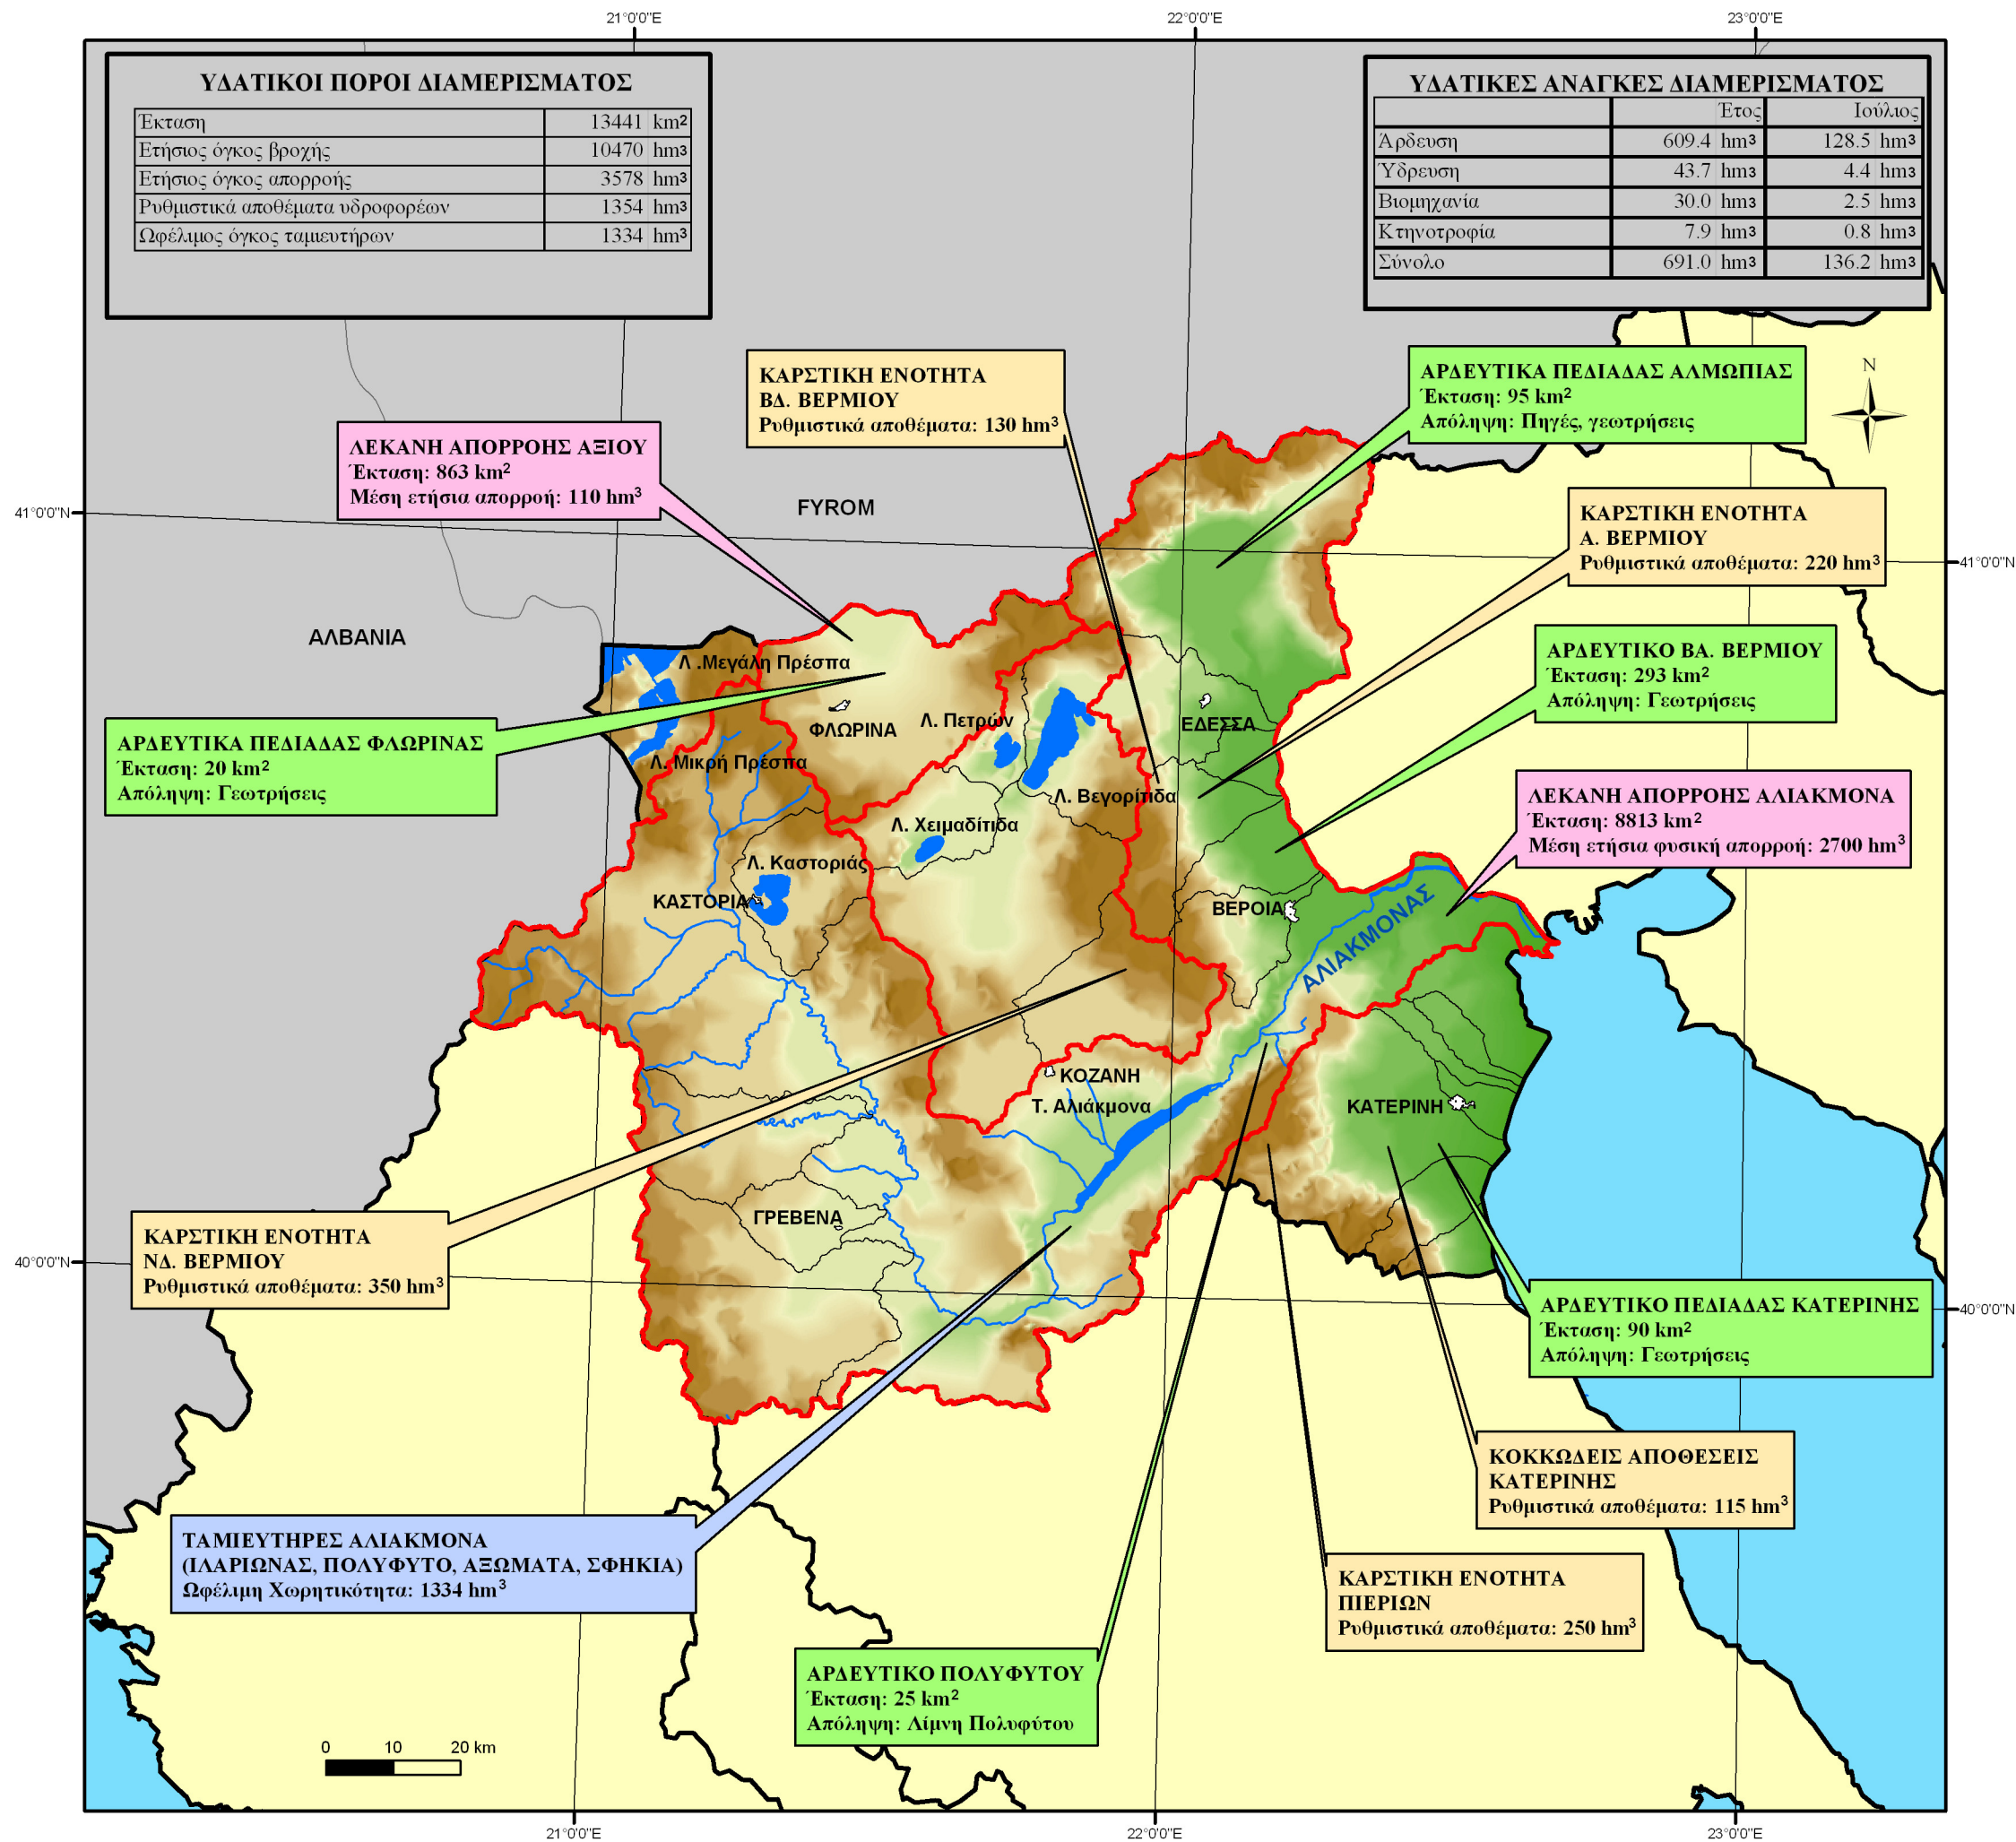 21°0'0"E 22°0'0"E 23°0'0"E
ΥΔΑΤΙΚΟΙ ΠΟΡΟΙ ΔΙΑΜΕΡΙΣΜΑΤΟΣ
Έκταση 13441 km²
Ετήσιος όγκος βροχής 10470 hm³
Ετήσιος όγκος απορροής 3578 hm³
Ρυθμιστικά αποθέματα υδροφορέων 1354 hm³
Ωφέλιμος όγκος ταμιευτήρων 1334 hm³
ΥΔΑΤΙΚΕΣ ΑΝΑΓΚΕΣ ΔΙΑΜΕΡΙΣΜΑΤΟΣ
Έτος Ιούλιος
Άρδευση 609.4 hm³ 128.5 hm³
Ύδρευση 43.7 hm³ 4.4 hm³
Βιομηχανία 30.0 hm³ 2.5 hm³
Κτηνοτροφία 7.9 hm³ 0.8 hm³
Σύνολο 691.0 hm³ 136.2 hm³
ΚΑΡΣΤΙΚΗ ΕΝΟΤΗΤΑ
ΒΔ. ΒΕΡΜΙΟΥ
Ρυθμιστικά αποθέματα: 130 hm³
ΑΡΔΕΥΤΙΚΑ ΠΕΔΙΑΔΑΣ ΑΛΜΩΠΙΑΣ
Έκταση: 95 km²
Απόληψη: Πηγές, γεωτρήσεις
N
ΛΕΚΑΝΗ ΑΠΟΡΡΟΗΣ ΑΞΙΟΥ
Έκταση: 863 km²
Μέση ετήσια απορροή: 110 hm³
FYROM
41°0'0"N
41°0'0"N
ΚΑΡΣΤΙΚΗ ΕΝΟΤΗΤΑ
Α. ΒΕΡΜΙΟΥ
Ρυθμιστικά αποθέματα: 220 hm³
ΑΛΒΑΝΙΑ
ΑΡΔΕΥΤΙΚΟ ΒΑ. ΒΕΡΜΙΟΥ
Έκταση: 293 km²
Απόληψη: Γεωτρήσεις
Λ .Μεγάλη Πρέσπα
ΑΡΔΕΥΤΙΚΑ ΠΕΔΙΑΔΑΣ ΦΛΩΡΙΝΑΣ
Έκταση: 20 km²
Απόληψη: Γεωτρήσεις
ΦΛΩΡΙΝΑ
Λ. Πετρών
ΕΔΕΣΣΑ
Λ. Μικρή Πρέσπα
Λ. Βεγορίτιδα
Λ. Χειμαδίτιδα
ΛΕΚΑΝΗ ΑΠΟΡΡΟΗΣ ΑΛΙΑΚΜΟΝΑ
Έκταση: 8813 km²
Μέση ετήσια φυσική απορροή: 2700 hm³
Λ. Καστοριάς
ΚΑΣΤΟΡΙΑ
ΒΕΡΟΙΑ
ΑΛΙΑΚΜΟΝΑΣ
ΚΟΖΑΝΗ
Τ. Αλιάκμονα
ΚΑΤΕΡΙΝΗ
ΓΡΕΒΕΝΑ
ΚΑΡΣΤΙΚΗ ΕΝΟΤΗΤΑ
ΝΔ. ΒΕΡΜΙΟΥ
Ρυθμιστικά αποθέματα: 350 hm³
40°0'0"N
40°0'0"N
ΑΡΔΕΥΤΙΚΟ ΠΕΔΙΑΔΑΣ ΚΑΤΕΡΙΝΗΣ
Έκταση: 90 km²
Απόληψη: Γεωτρήσεις
ΚΟΚΚΩΔΕΙΣ ΑΠΟΘΕΣΕΙΣ
ΚΑΤΕΡΙΝΗΣ
Ρυθμιστικά αποθέματα: 115 hm³
ΤΑΜΙΕΥΤΗΡΕΣ ΑΛΙΑΚΜΟΝΑ
(ΙΛΑΡΙΩΝΑΣ, ΠΟΛΥΦΥΤΟ, ΑΞΩΜΑΤΑ, ΣΦΗΚΙΑ)
Ωφέλιμη Χωρητικότητα: 1334 hm³
ΚΑΡΣΤΙΚΗ ΕΝΟΤΗΤΑ
ΠΙΕΡΙΩΝ
Ρυθμιστικά αποθέματα: 250 hm³
ΑΡΔΕΥΤΙΚΟ ΠΟΛΥΦΥΤΟΥ
Έκταση: 25 km²
Απόληψη: Λίμνη Πολυφύτου
0 10 20 km
21°0'0"E 22°0'0"E 23°0'0"E